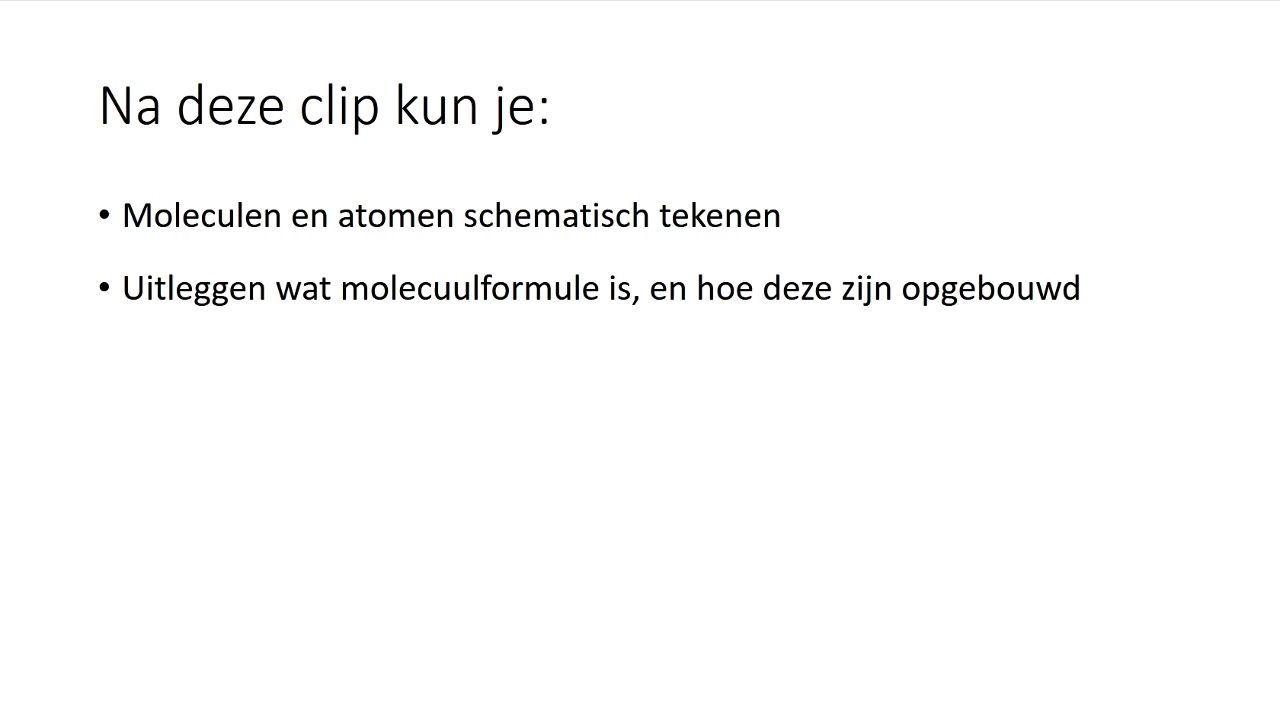 Na deze clip kun je:
• Moleculen en atomen schematisch tekenen
• Uitleggen wat molecuulformule is, en hoe deze zijn opgebouwd